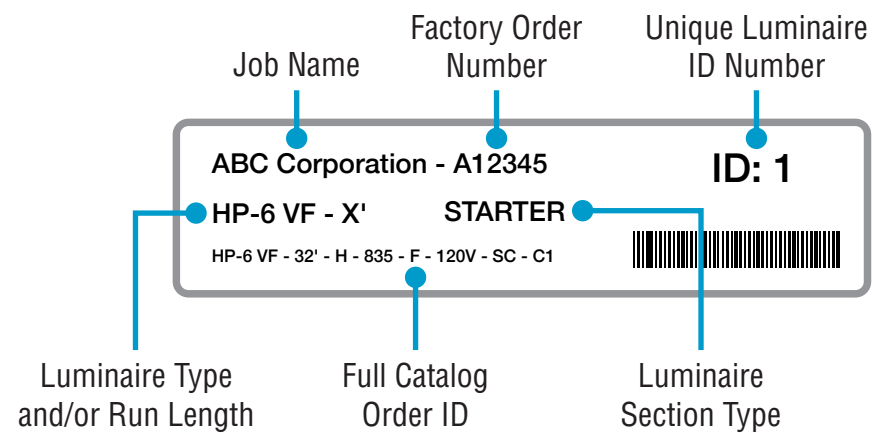 Factory Order
Number
Unique Luminaire
ID Number
Job Name
ABC Corporation - A12345
ID: 1
HP-6 VF - X'
STARTER
HP-6 VF - 32' - H - 835 - F - 120V - SC - C1
Luminaire Type
and/or Run Length
Full Catalog
Order ID
Luminaire
Section Type